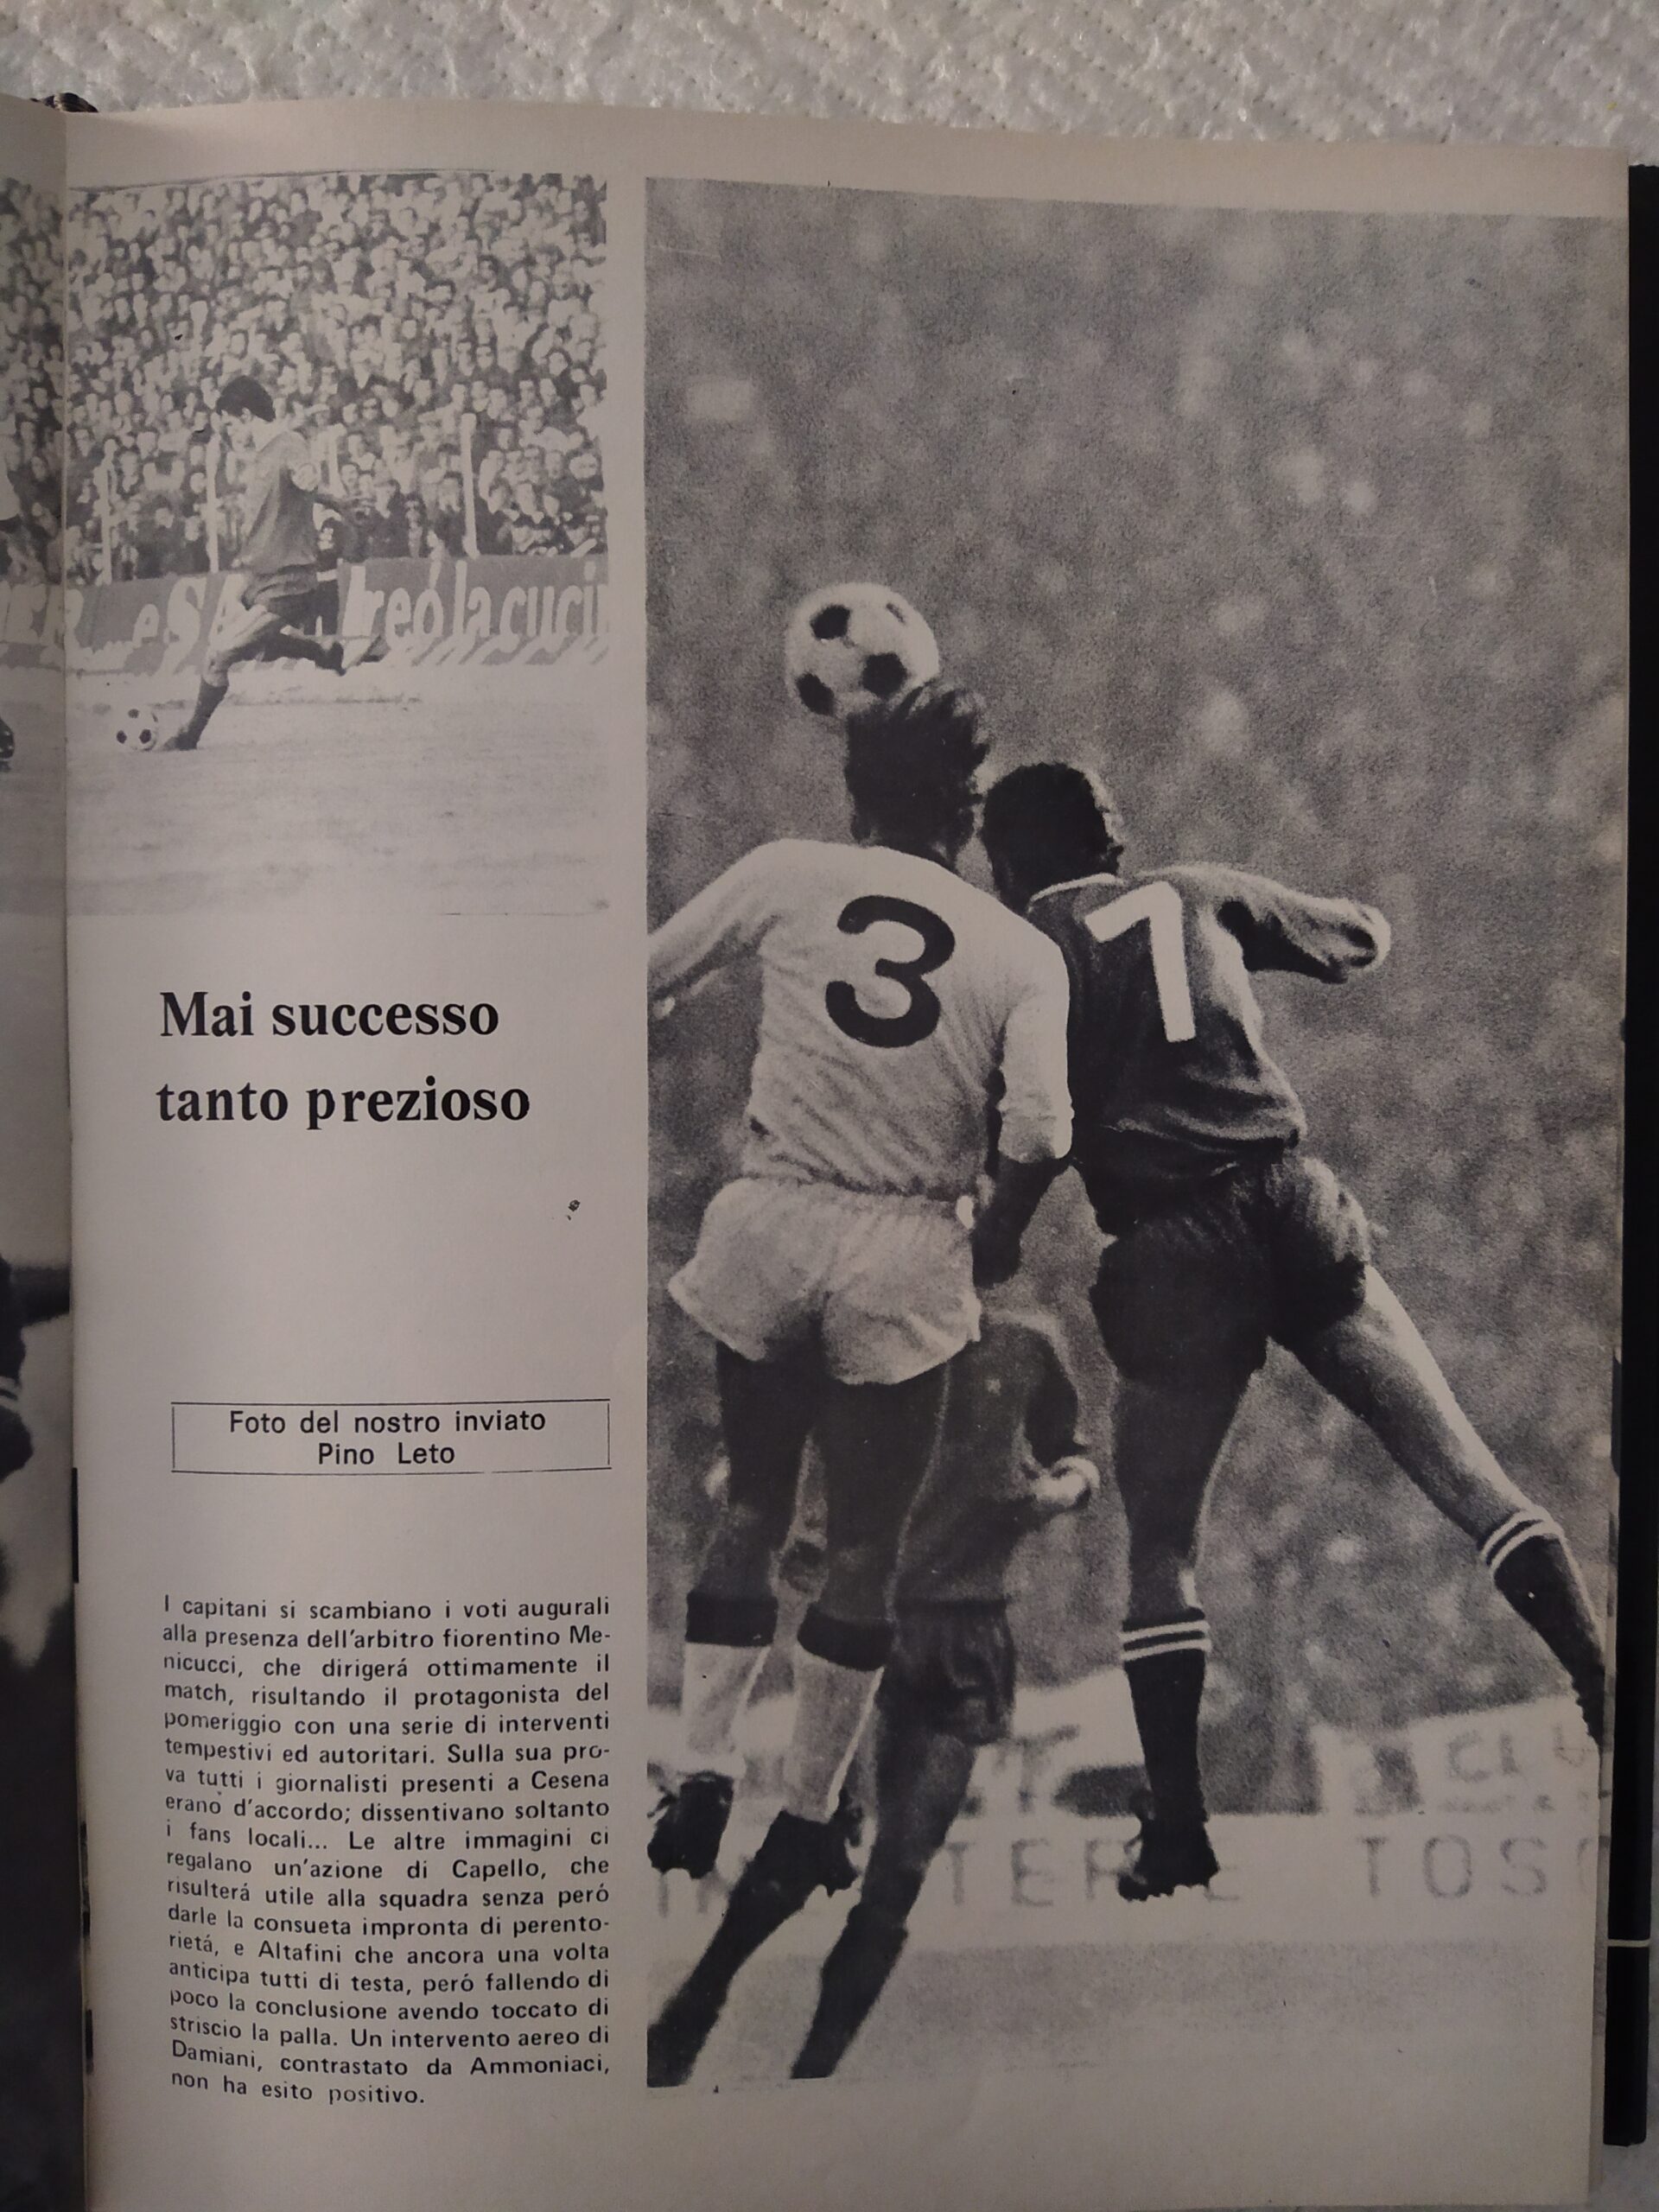 reó la cuci
3
7
Mai successo
tanto prezioso
Foto del nostro inviato
Pino Leto
I capitani si scambiano i voti augurali
alla presenza dell'arbitro fiorentino Me-
nicucci, che dirigerá ottimamente il
match, risultando il protagonista del
pomeriggio con una serie di interventi
tempestivi ed autoritari. Sulla sua pro-
va tutti i giornalisti presenti a Cesena
erano d'accordo; dissentivano soltanto
i fans locali... Le altre immagini ci
regalano un'azione di Capello, che
risulterá utile alla squadra senza peró
darle la consueta impronta di perento-
rietá, e Altafini che ancora una volta
anticipa tutti di testa, peró fallendo di
poco la conclusione avendo toccato di
striscio la palla. Un intervento aereo di
Damiani, contrastato da Ammoniaci,
non ha esito positivo.
TOS